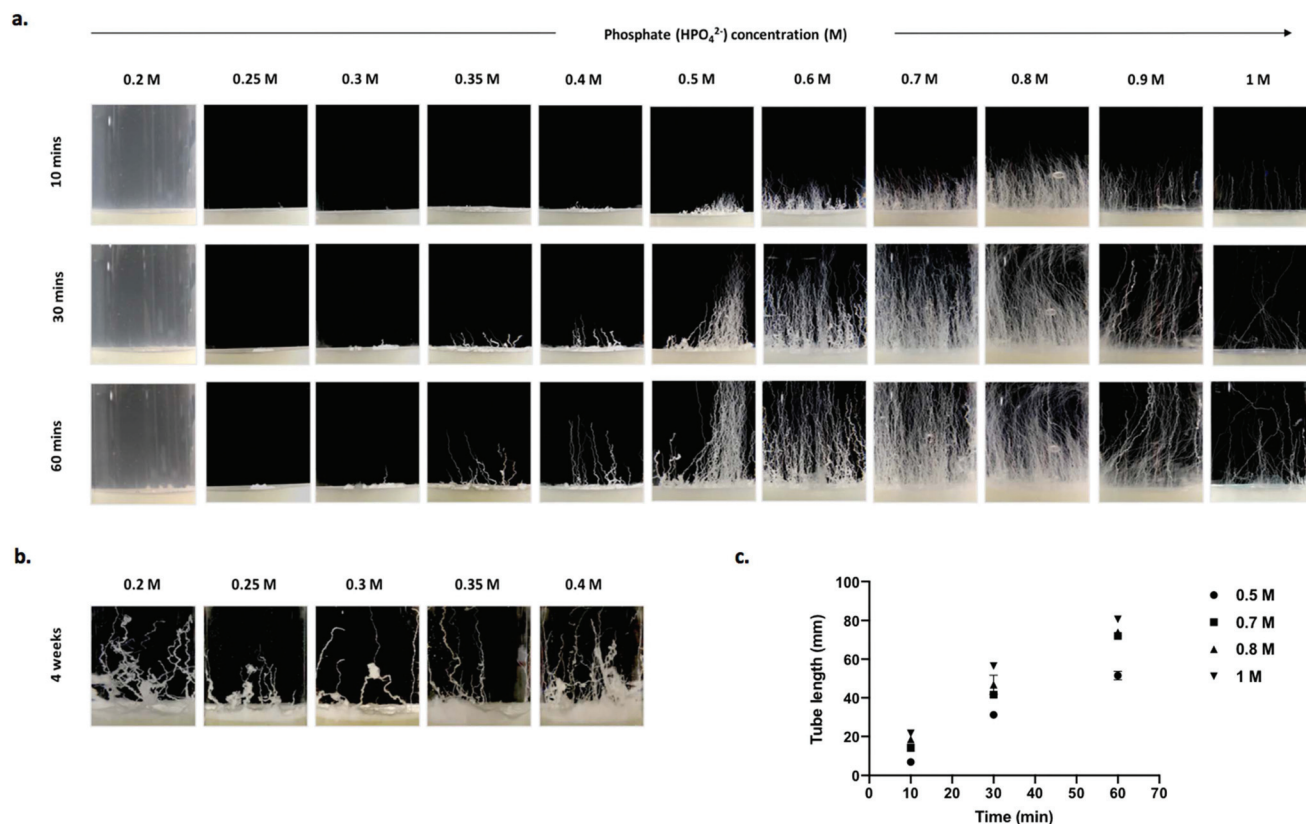 a.
Phosphate (HPO₄²⁻) concentration (M)
0.2 M 0.25 M 0.3 M 0.35 M 0.4 M 0.5 M 0.6 M 0.7 M 0.8 M 0.9 M 1 M
10 mins
30 mins
60 mins
b.
0.2 M 0.25 M 0.3 M 0.35 M 0.4 M
4 weeks
c.
100
80
60
40
20
0
Tube length (mm)
0 10 20 30 40 50 60 70
Time (min)
0.5 M
0.7 M
0.8 M
1 M